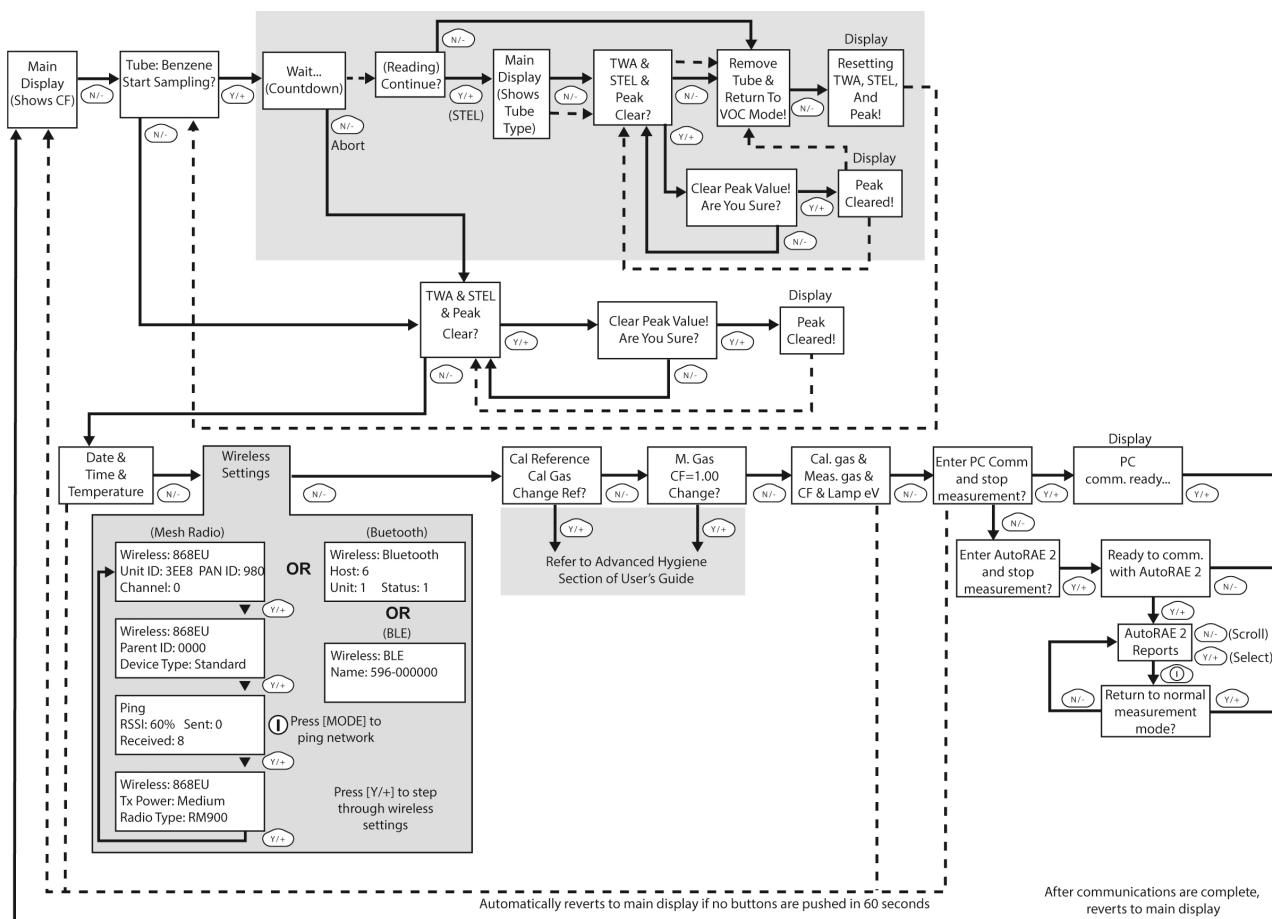 Main
Display
(Shows CF)
N/-
Tube: Benzene
Start Sampling?
Y/+
N/-
Wait...
(Countdown)
N/-
Abort
(Reading)
Continue?
N/-
Y/+
(STEL)
Main
Display
(Shows
Tube
Type)
N/-
TWA &
STEL &
Peak
Clear?
N/-
Y/+
Remove
Tube &
Return To
VOC Mode!
N/-
Display
Resetting
TWA, STEL,
And
Peak!
Clear Peak Value!
Are You Sure?
Y/+
N/-
Display
Peak
Cleared!
TWA & STEL
& Peak
Clear?
Y/+
N/-
Clear Peak Value!
Are You Sure?
Y/+
N/-
Display
Peak
Cleared!
Date &
Time &
Temperature
N/-
Wireless
Settings
N/-
Cal Reference
Cal Gas
Change Ref?
N/-
Y/+
M. Gas
CF=1.00
Change?
N/-
Y/+
Refer to Advanced Hygiene
Section of User's Guide
Cal. gas &
Meas. gas &
CF & Lamp eV
N/-
Enter PC Comm
and stop
measurement?
Y/+
N/-
Display
PC
comm. ready...
Y/+
Enter AutoRAE 2
and stop
measurement?
Y/+
Ready to comm.
with AutoRAE 2
N/-
Y/+
AutoRAE 2
Reports
N/- (Scroll)
Y/+ (Select)
Return to normal
measurement
mode?
N/-
Y/+
(Mesh Radio)
Wireless: 868EU
Unit ID: 3EE8 PAN ID: 980
Channel: 0
Y/+
Wireless: 868EU
Parent ID: 0000
Device Type: Standard
Y/+
Ping
RSSI: 60% Sent: 0
Received: 8
Y/+
Wireless: 868EU
Tx Power: Medium
Radio Type: RM900
Y/+
OR
(Buetooth)
Wireless: Bluetooth
Host: 6
Unit: 1 Status: 1
OR
(BLE)
Wireless: BLE
Name: 596-000000
Press [MODE] to
ping network
Press [Y/+] to step
through wireless
settings
Automatically reverts to main display if no buttons are pushed in 60 seconds
After communications are complete,
reverts to main display